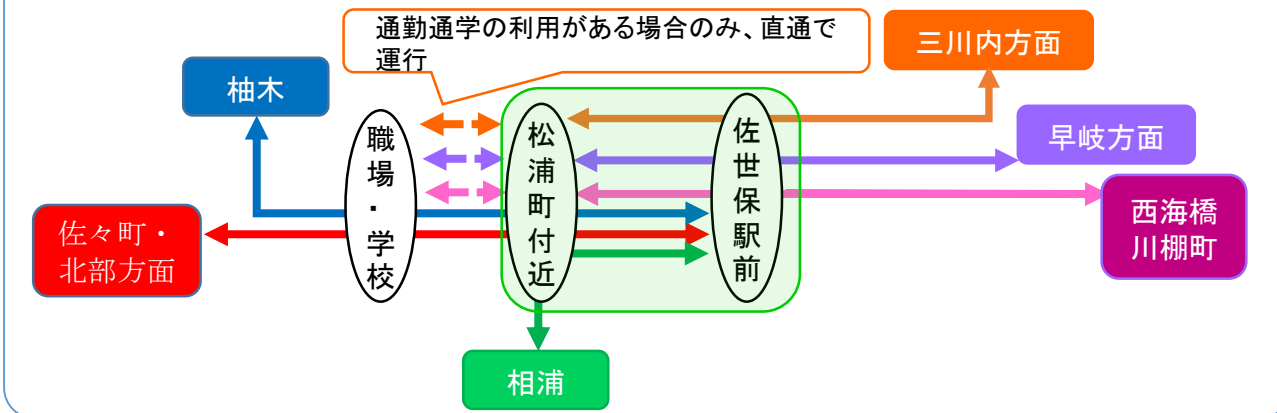 通勤通学の利用がある場合のみ、直通で
運行
三川内方面
柚木
職場・学校
松浦町付近
佐世保駅前
早岐方面
佐々町・
北部方面
西海橋
川棚町
相浦